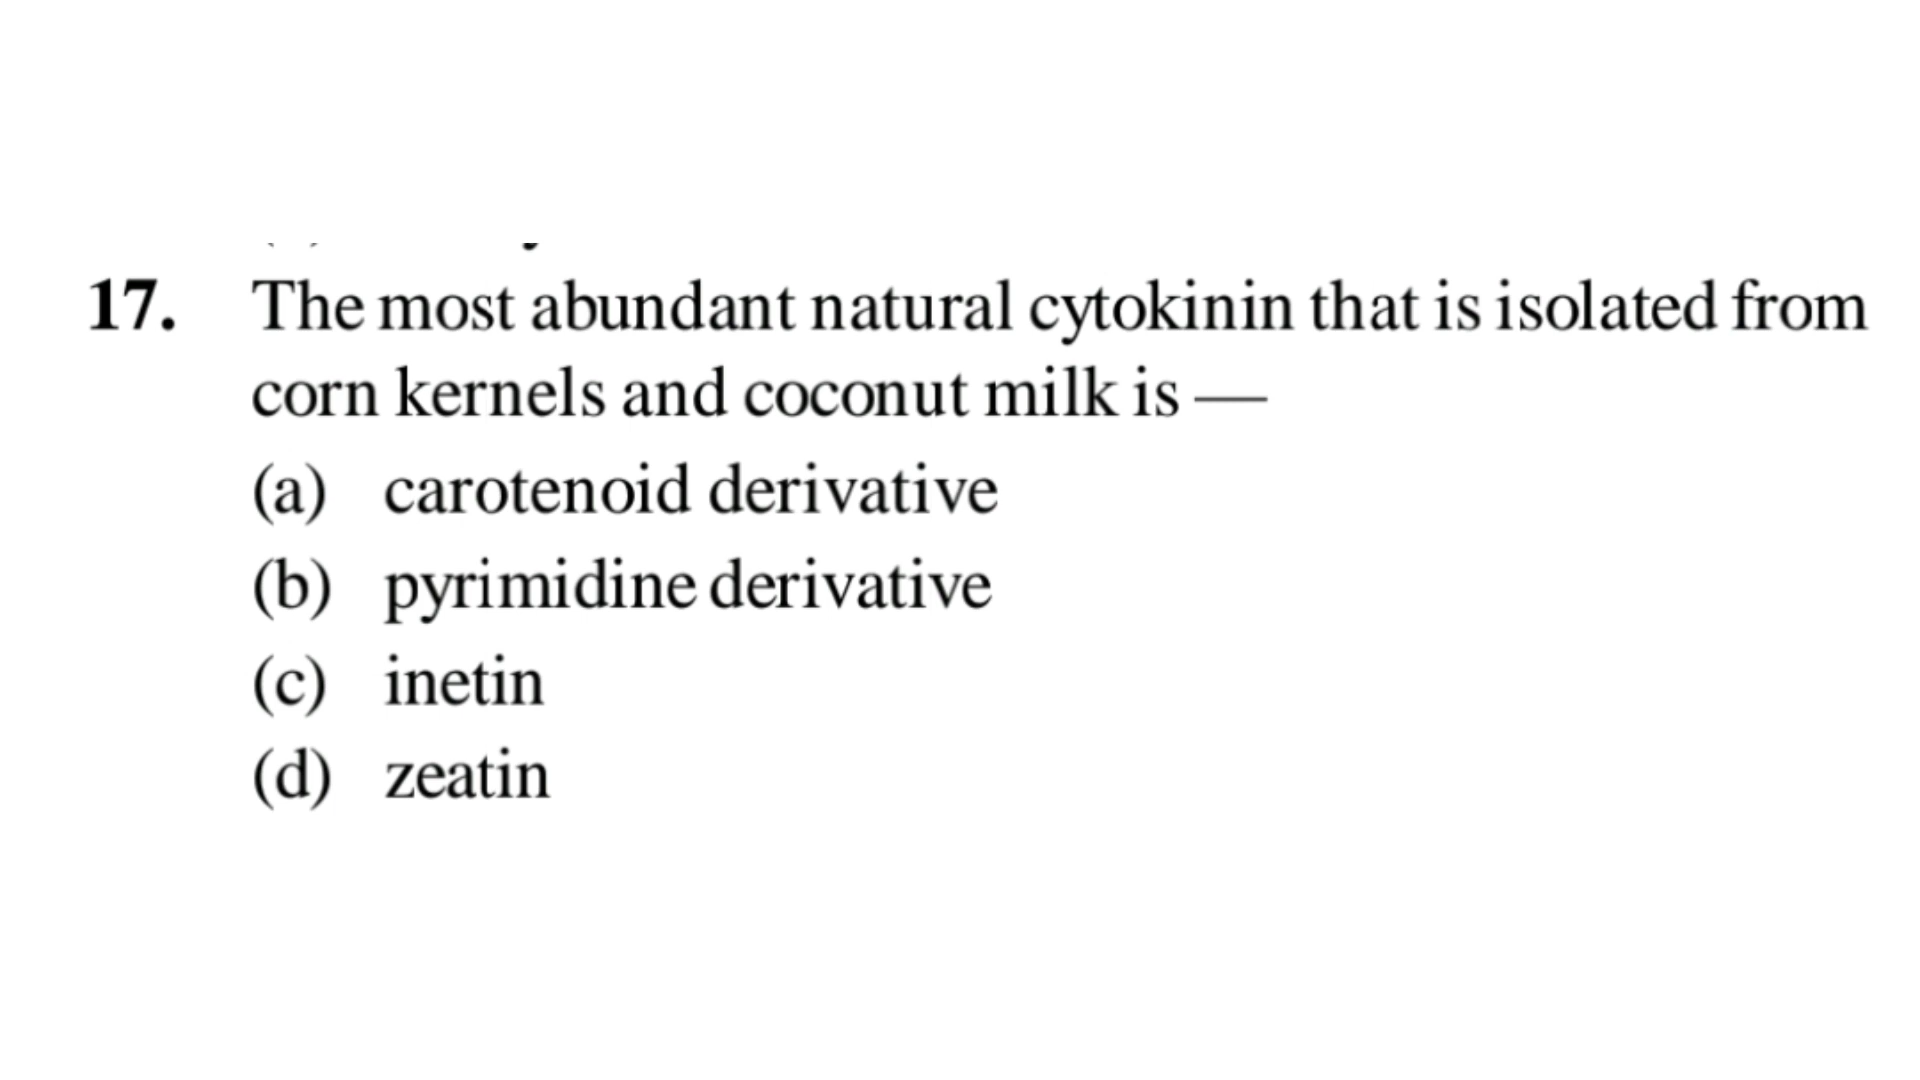 17. The most abundant natural cytokinin that is isolated from
corn kernels and coconut milk is —
(a) carotenoid derivative
(b) pyrimidine derivative
(c) inetin
(d) zeatin